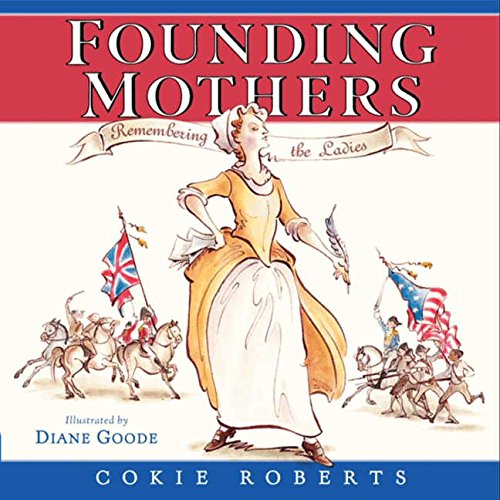 FOUNDING
MOTHERS
Remembering the Ladies
Illustrated by
DIANE GOODE
COKIE ROBERTS